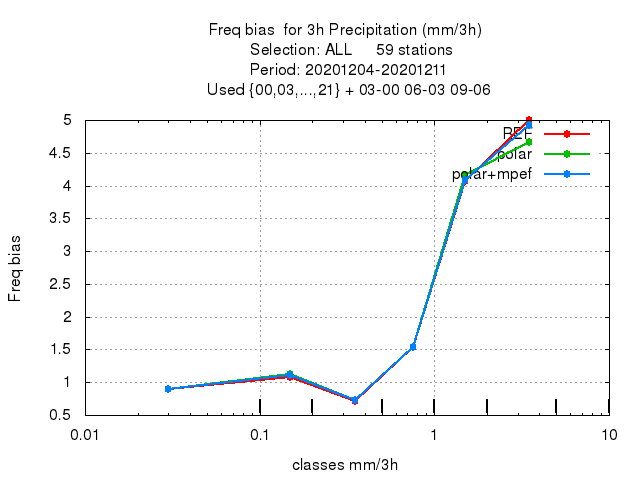 Freq bias  for 3h Precipitation (mm/3h)
Selection: ALL     59 stations
Period: 20201204-20201211
Used {00,03,...,21} + 03-00 06-03 09-06
5
4.5
4
3.5
3
2.5
2
1.5
1
0.5
0.01
0.1
1
10
Freq bias
classes mm/3h
REF
polar
polar+mpef